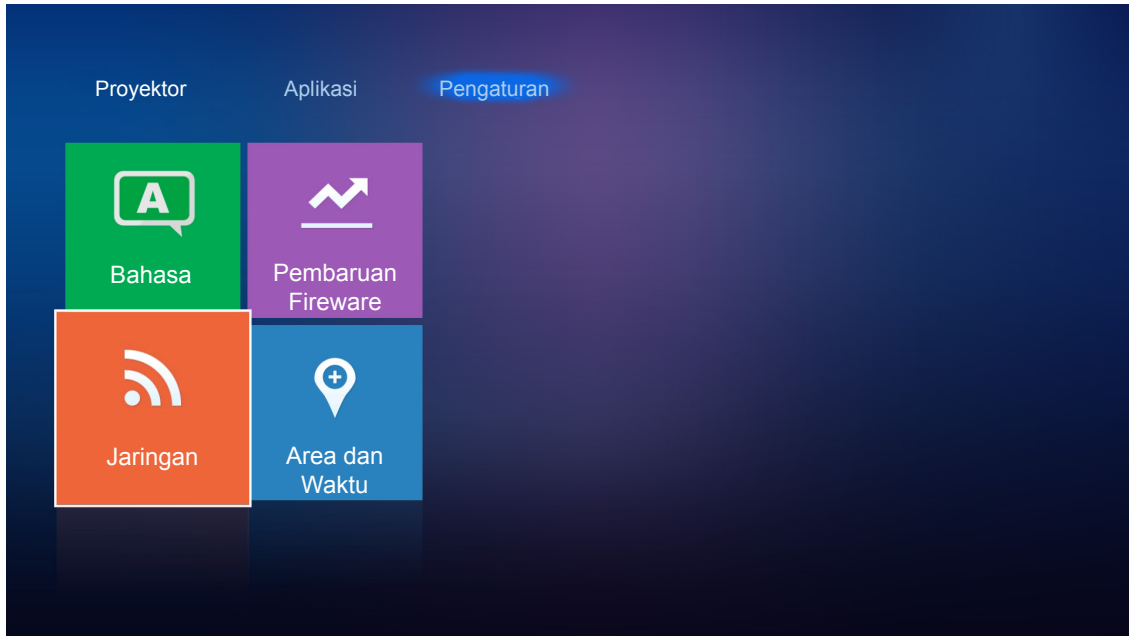 Proyektor Aplikasi Pengaturan
A
Bahasa
Pembaruan
Fireware
Jaringan
Area dan
Waktu